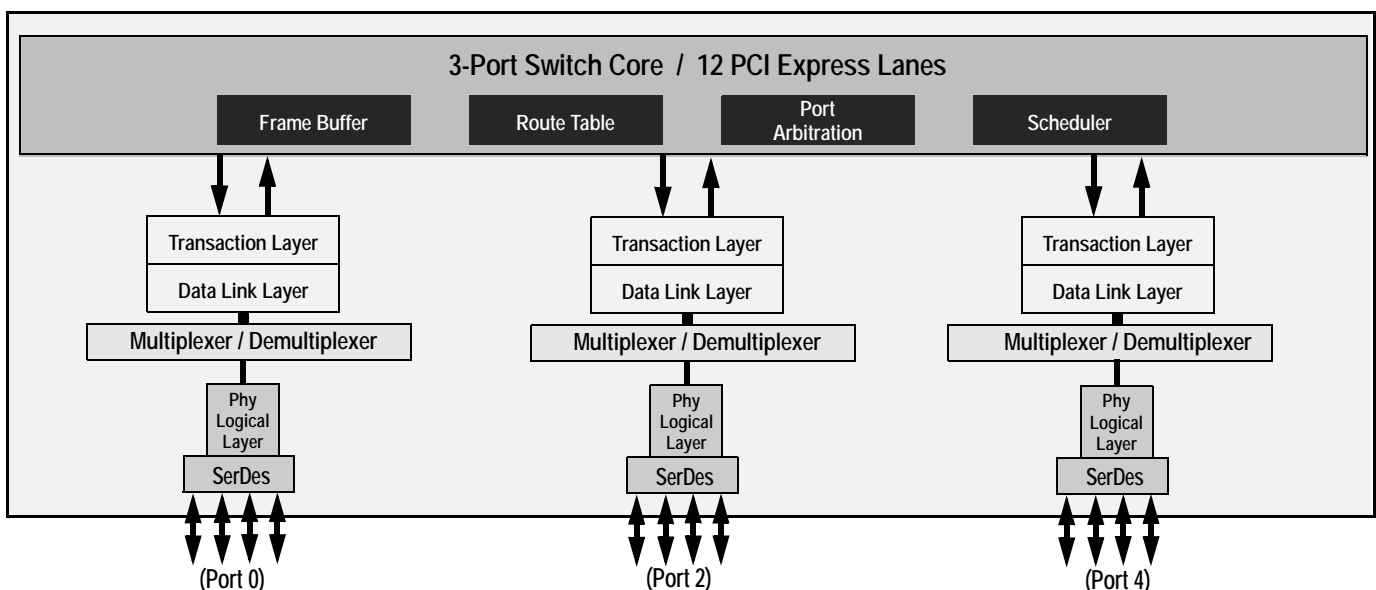 3-Port Switch Core / 12 PCI Express Lanes
Frame Buffer
Route Table
Port
Arbitration
Scheduler
Transaction Layer
Data Link Layer
Multiplexer / Demultiplexer
Phy
Logical
Layer
SerDes
(Port 0)
Transaction Layer
Data Link Layer
Multiplexer / Demultiplexer
Phy
Logical
Layer
SerDes
(Port 2)
Transaction Layer
Data Link Layer
Multiplexer / Demultiplexer
Phy
Logical
Layer
SerDes
(Port 4)